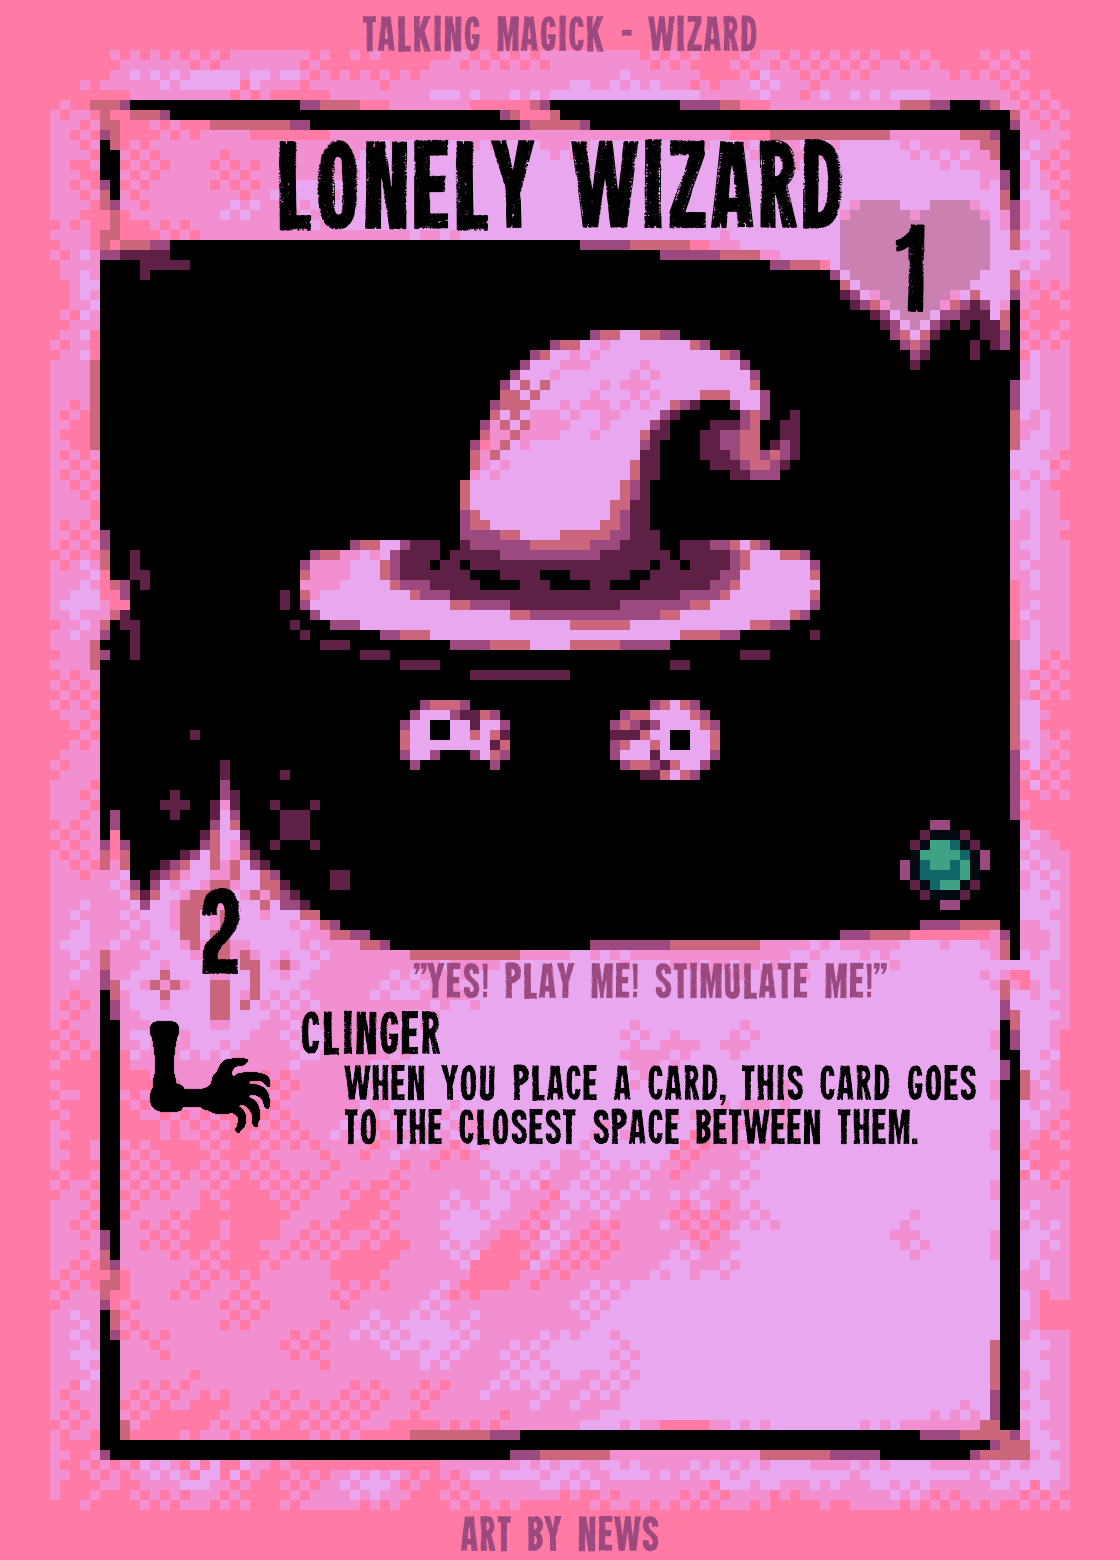 TALKING MAGICK - WIZARD
LONELY WIZARD
1
2
"YES! PLAY ME! STIMULATE ME!"
CLINGER
WHEN YOU PLACE A CARD, THIS CARD GOES
TO THE CLOSEST SPACE BETWEEN THEM.
ART BY NEWS